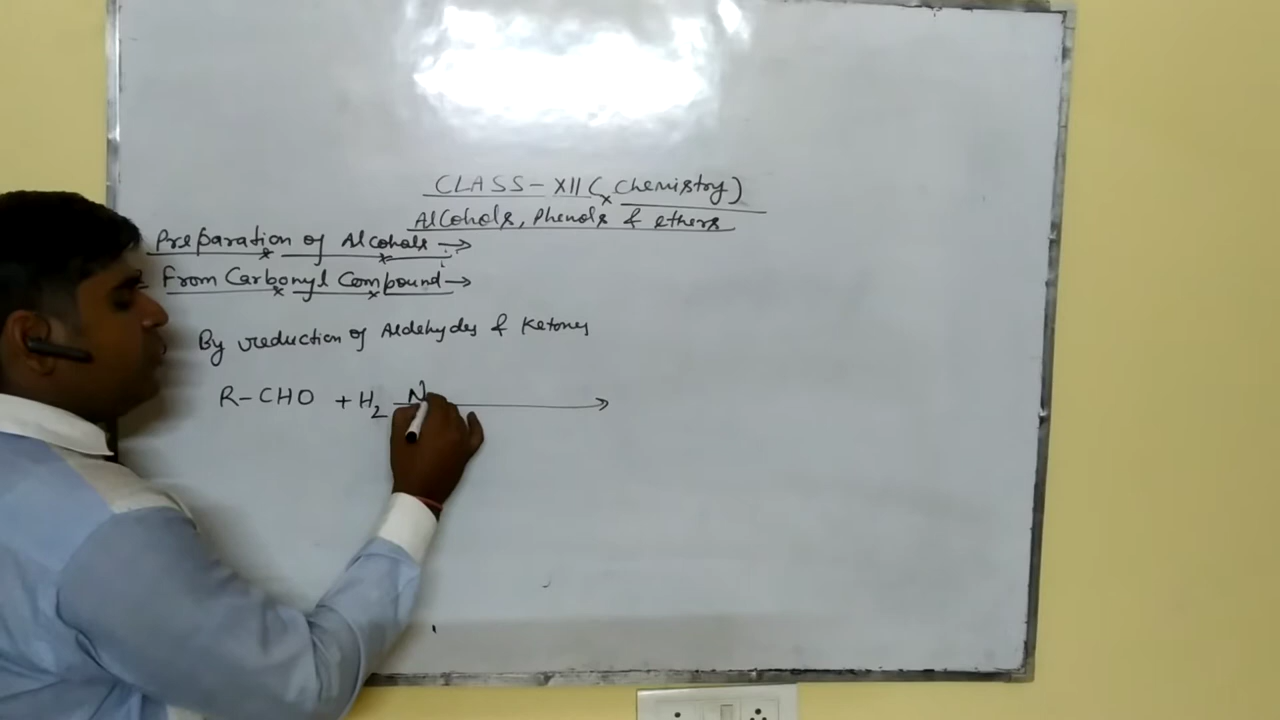 CLASS-XII (Chemistry)
Alcohols, Phenols & ethers
Preparation of Alcohols →
From Carbonyl Compound →
By reduction of Aldehydes & Ketones
R-CHO + H2 N →